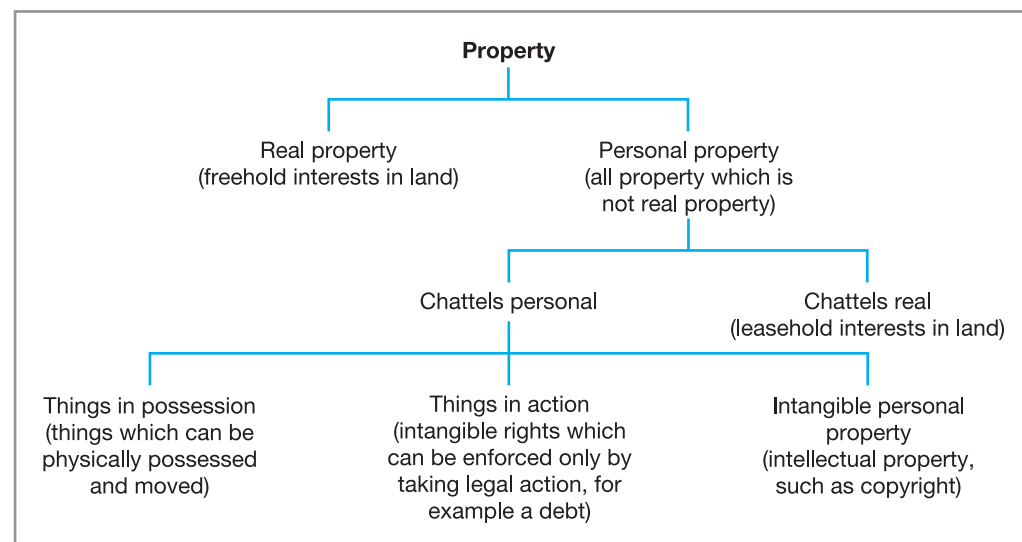 Property
Real property
(freehold interests in land)
Personal property
(all property which is
not real property)
Chattels personal
Chattels real
(leasehold interests in land)
Things in possession
(things which can be
physically possessed
and moved)
Things in action
(intangible rights which
can be enforced only by
taking legal action, for
example a debt)
Intangible personal
property
(intellectual property,
such as copyright)